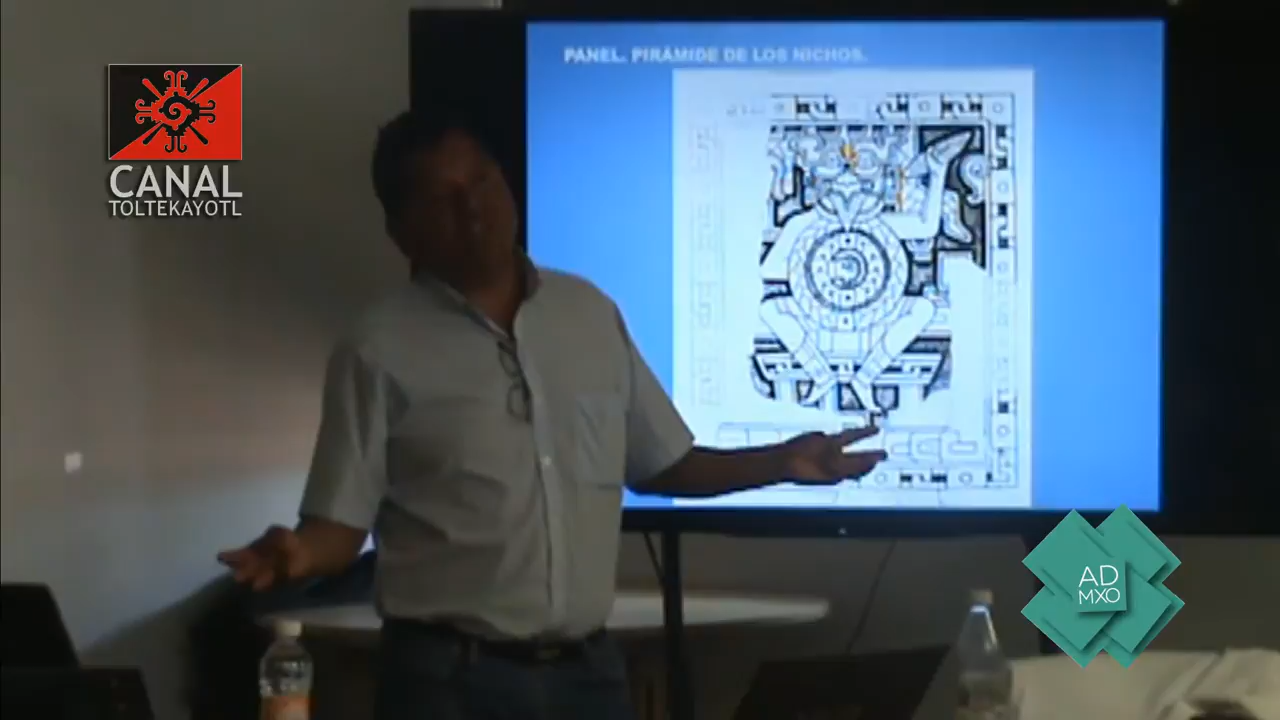 PANEL. PIRÁMIDE DE LOS NICHOS.
CANAL
TOLTEKAYOTL
AD
MXO